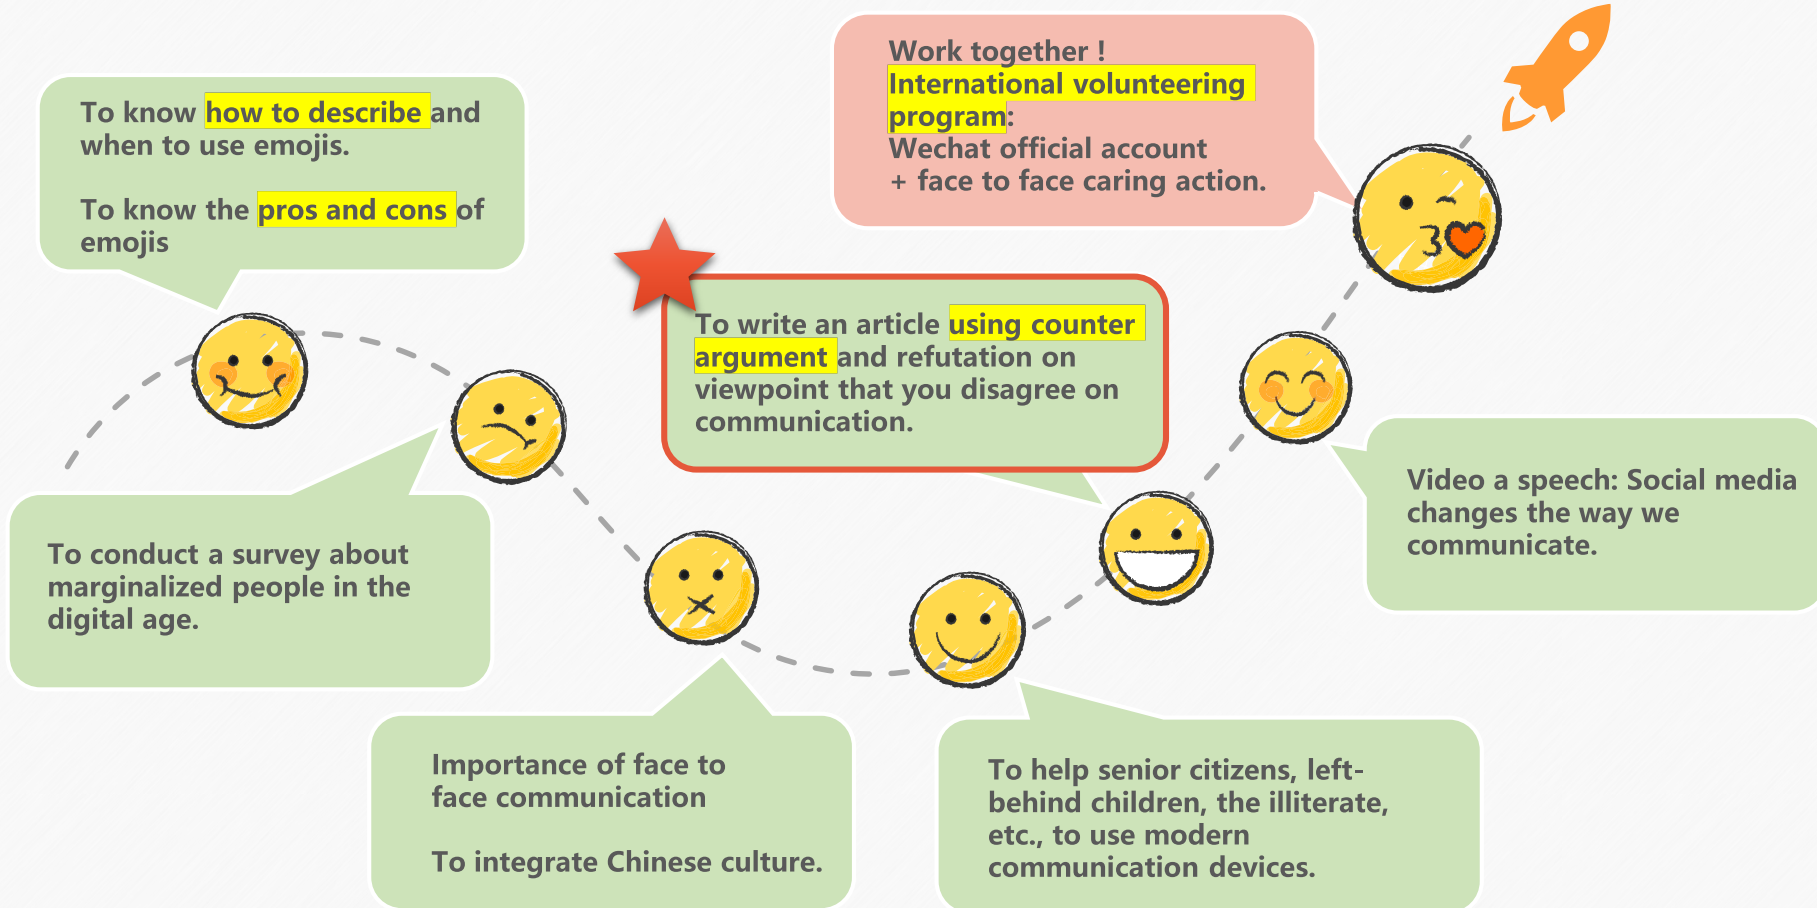 To know how to describe and
when to use emojis.
To know the pros and cons of
emojis
To conduct a survey about
marginalized people in the
digital age.
Importance of face to
face communication
To integrate Chinese culture.
To help senior citizens, left-
behind children, the illiterate,
etc., to use modern
communication devices.
To write an article using counter
argument and refutation on
viewpoint that you disagree on
communication.
Video a speech: Social media
changes the way we
communicate.
Work together !
International volunteering
program:
Wechat official account
+ face to face caring action.